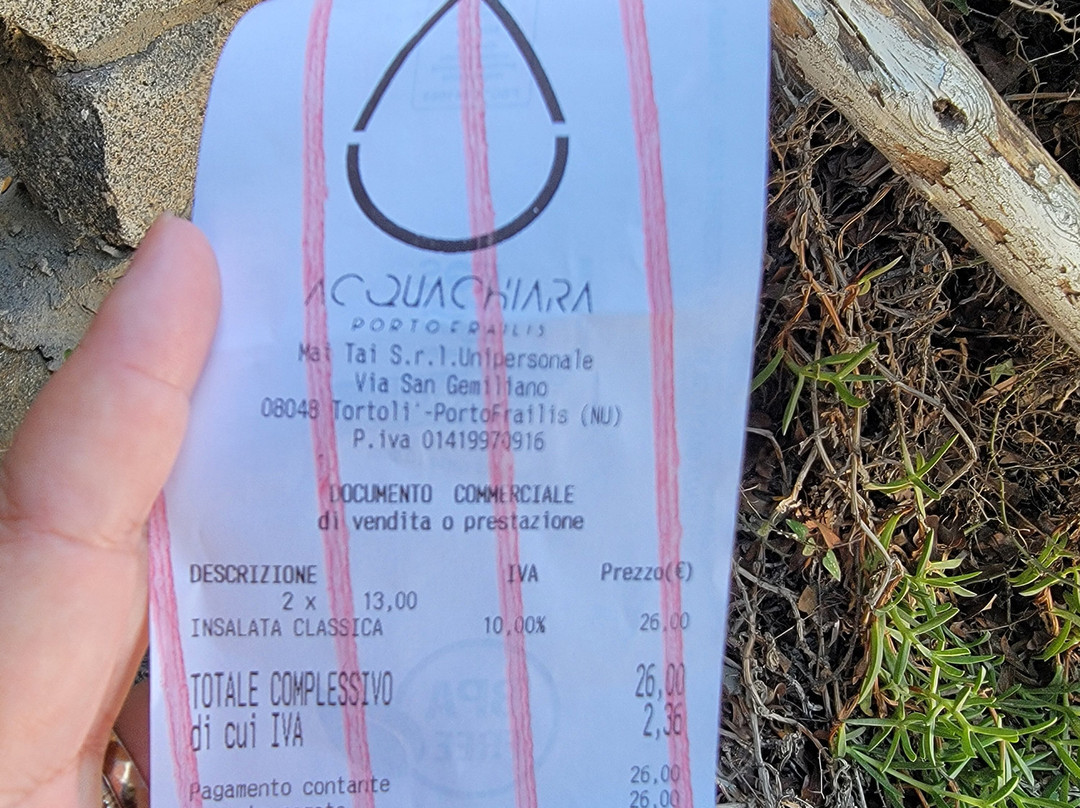 ACQUACHIARA
PORTOFRAILIS
Mai Tai S.r.l.Unipersonale
Via San Gemiliano
08048 Tortoli'-PortoFrailis (NU)
P.iva 01419970916
DOCUMENTO COMMERCIALE
di vendita o prestazione
DESCRIZIONE IVA Prezzo(€)
2 x 13,00
INSALATA CLASSICA 10,00% 26,00
TOTALE COMPLESSIVO 26,00
di cui IVA 2,36
Pagamento contante 26,00
26,00